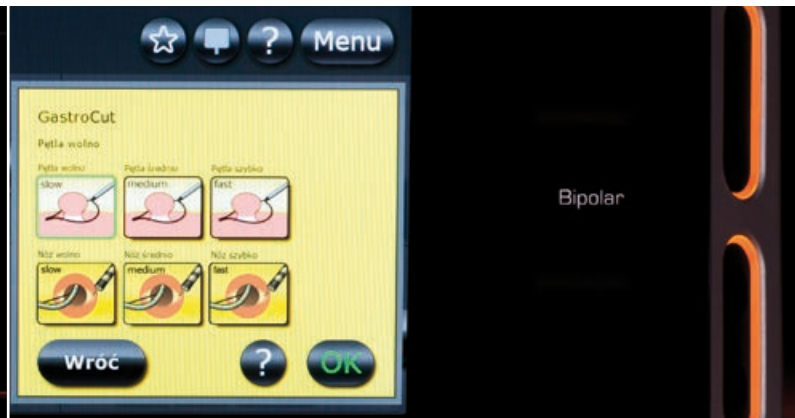 ? Menu
GastroCut
Pętla wolno
Pętla wolno Pętla średnio Pętla szybko
slow medium fast
Nóż wolno Nóż średnio Nóż szybko
slow medium fast
Wróć ? OK
Bipolar